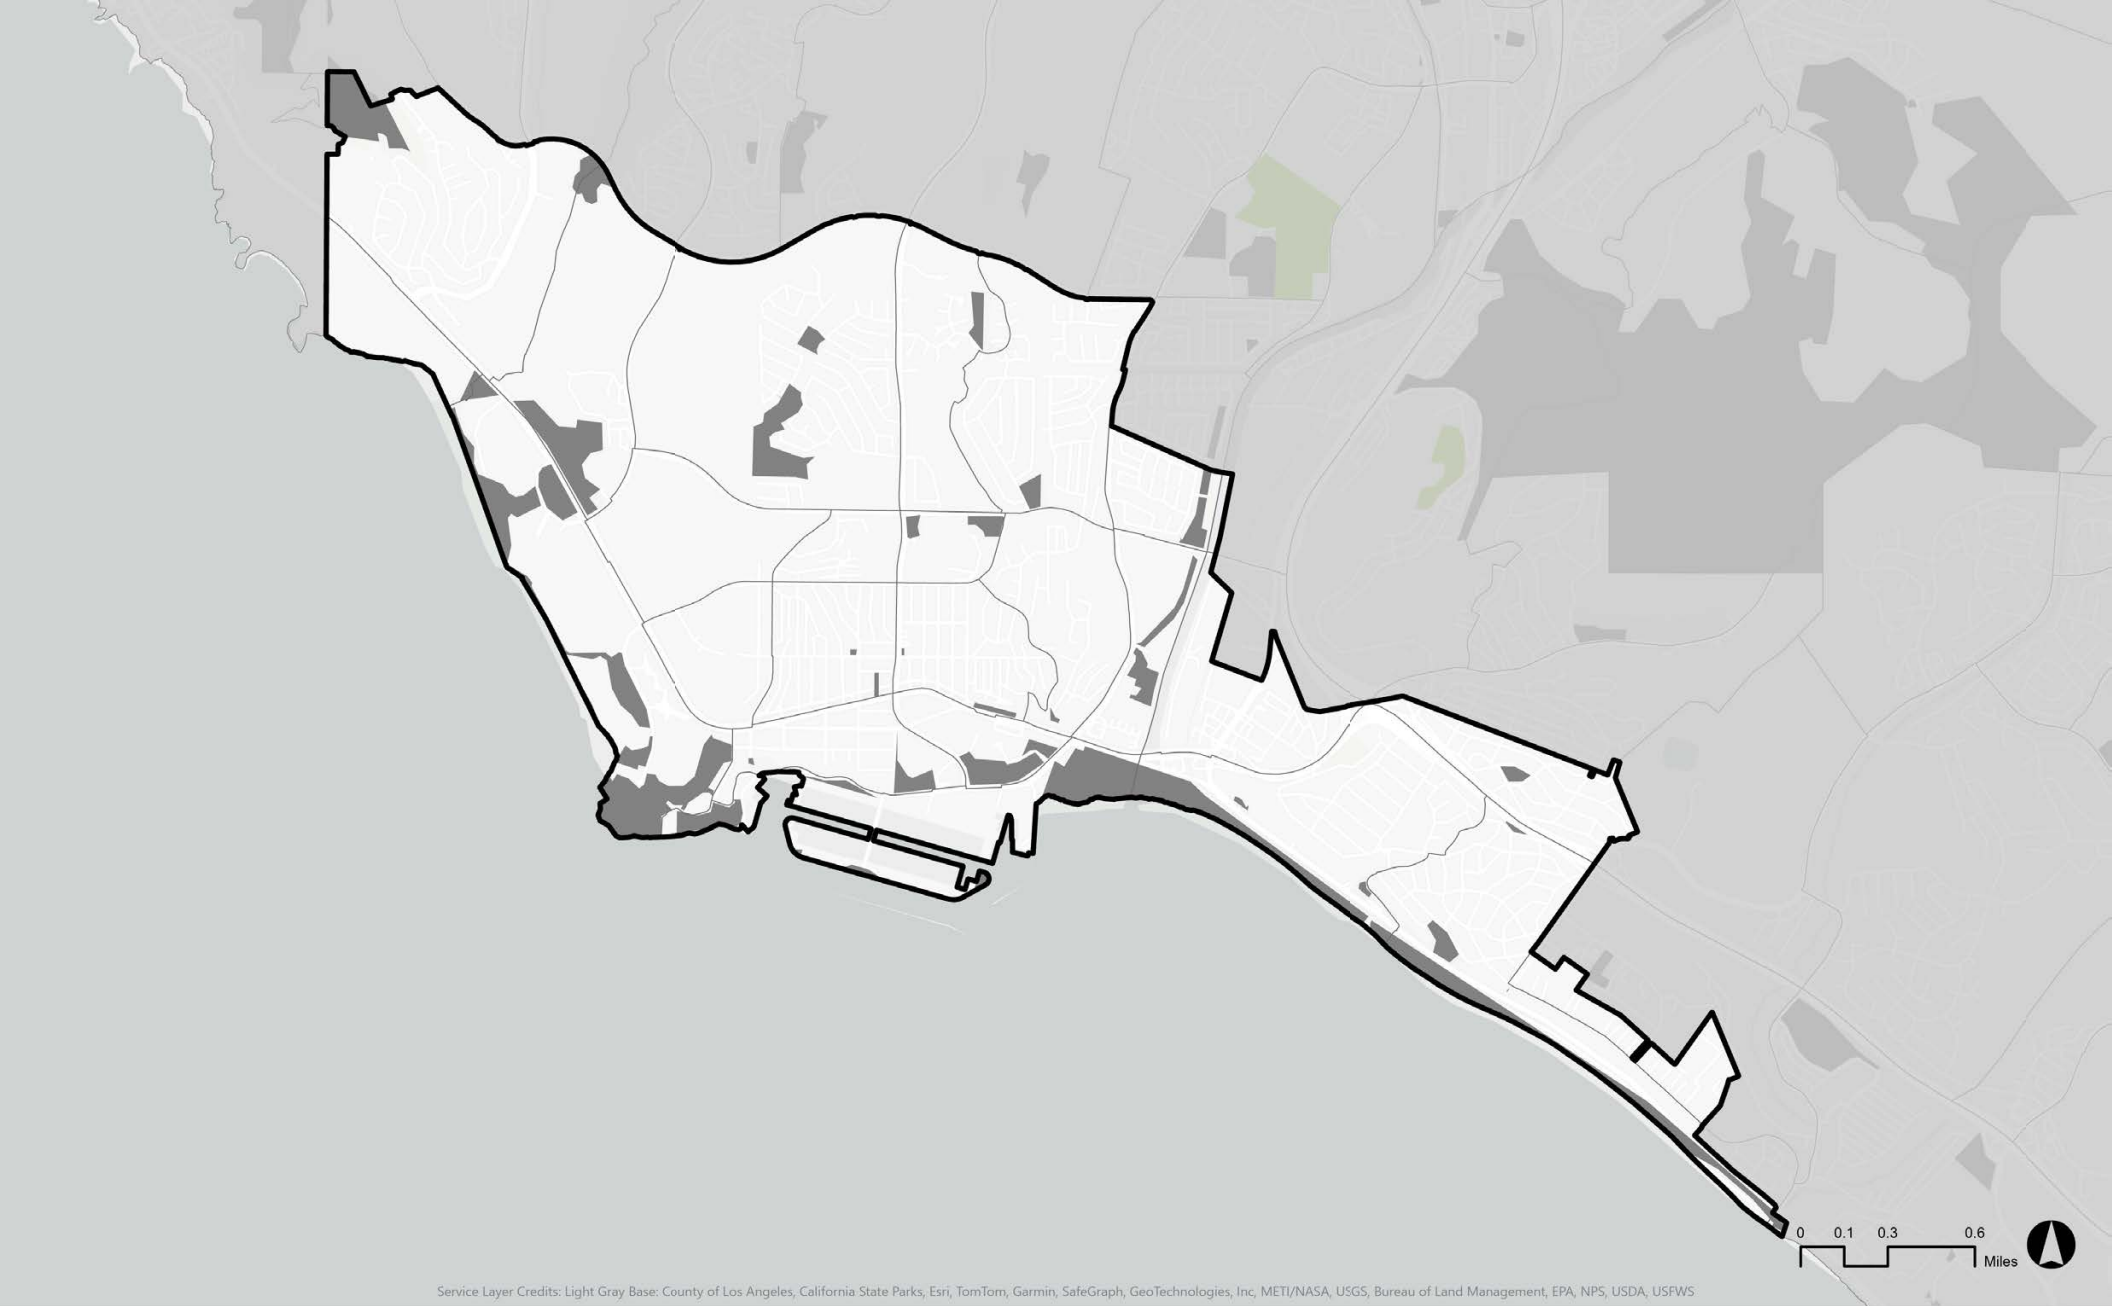 0 0.1 0.3 0.6
Miles
Service Layer Credits: Light Gray Base: County of Los Angeles, California State Parks, Esri, TomTom, Garmin, SafeGraph, GeoTechnologies, Inc, METI/NASA, USGS, Bureau of Land Management, EPA, NPS, USDA, USFWS